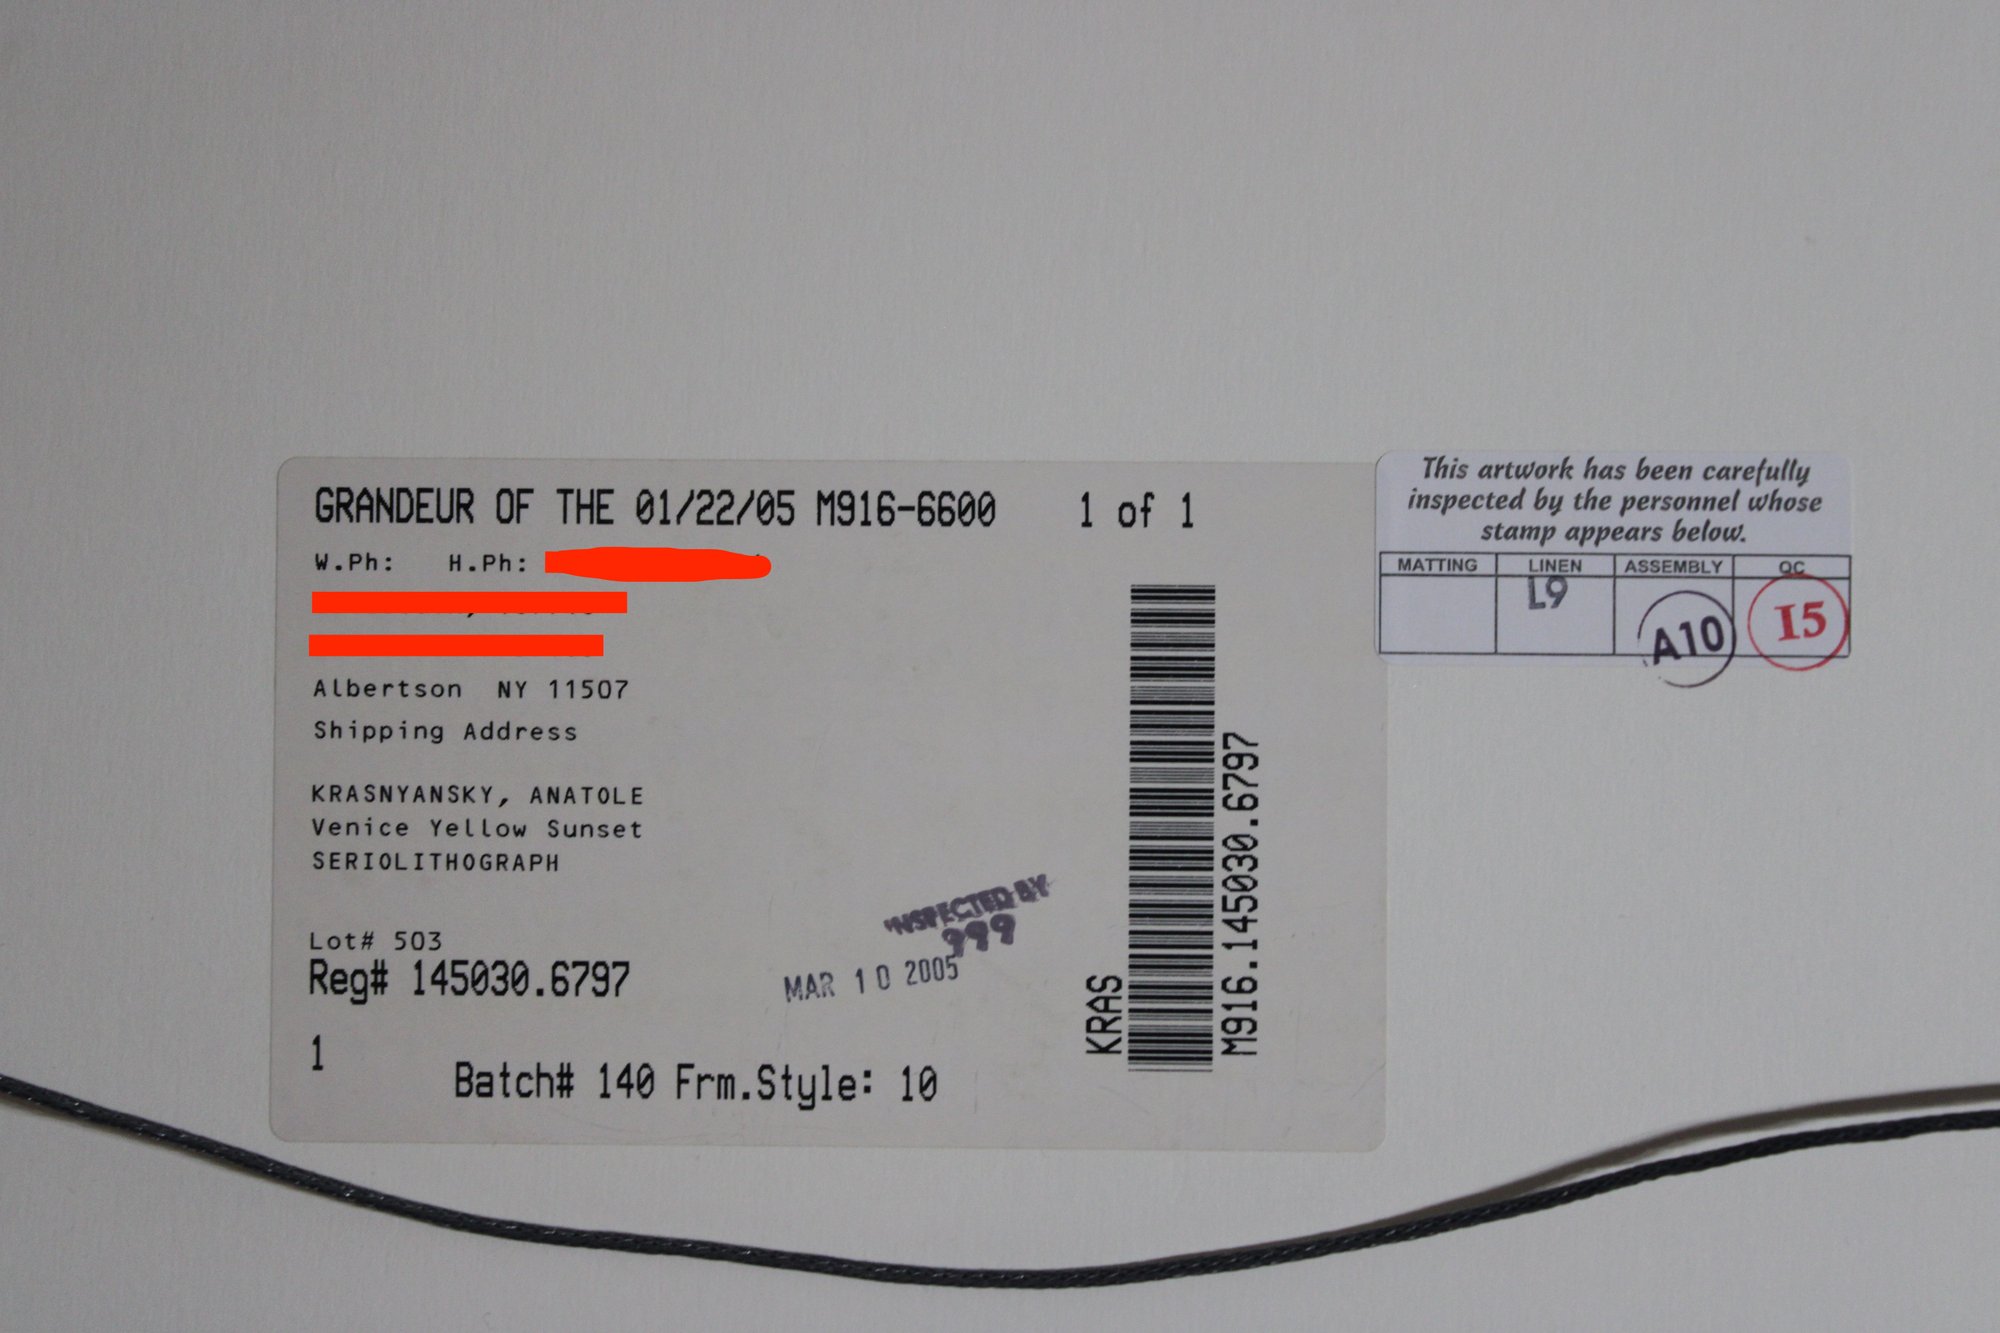 GRANDEUR OF THE 01/22/05 M916-6600 1 of 1
W.Ph: H.Ph:
Albertson NY 11507
Shipping Address
KRASNYANSKY, ANATOLE
Venice Yellow Sunset
SERIOLITHOGRAPH
Lot# 503
Reg# 145030.6797
1
Batch# 140 Frm.Style: 10
INSPECTED BY
999
MAR 10 2005
KRAS
M916.145030.6797
This artwork has been carefully
inspected by the personnel whose
stamp appears below.
MATTING LINEN ASSEMBLY QC
L9 A10 I5